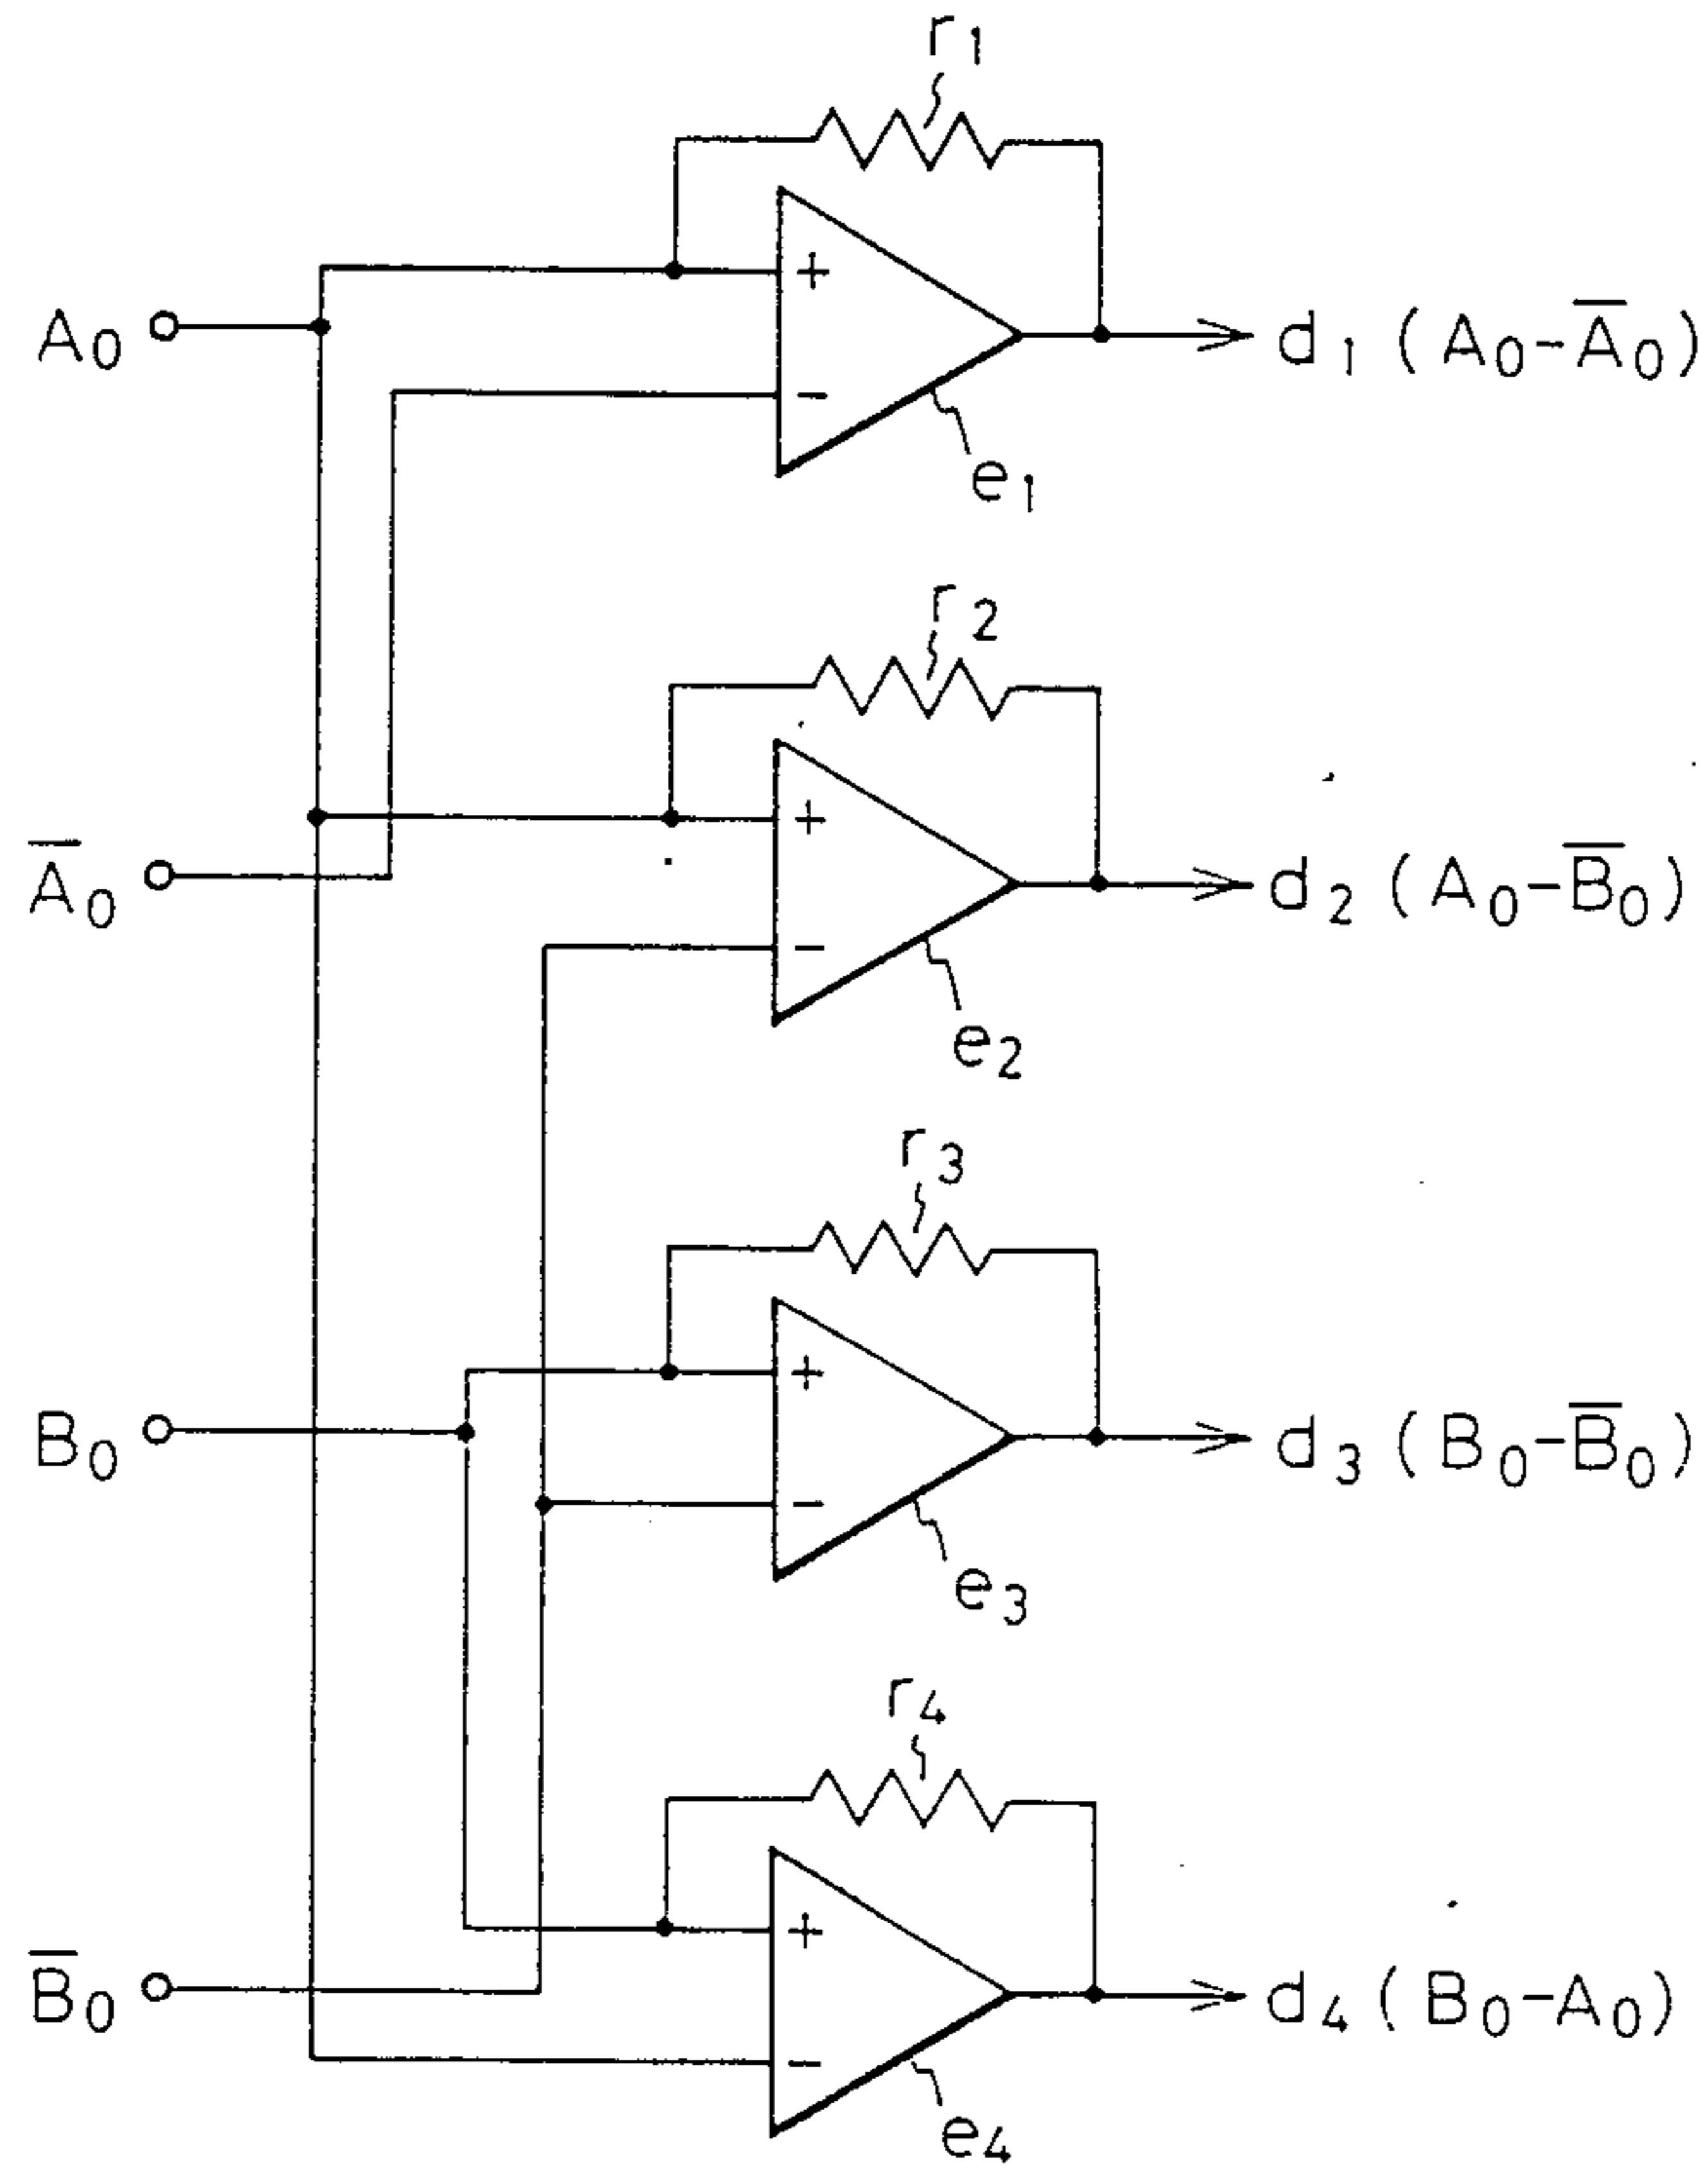 r1
+
A0
d1 (A0-A̅0)
-
e1
r2
+
A̅0
d2 (A0-B̅0)
-
e2
r3
+
B0
d3 (B0-B̅0)
-
e3
r4
+
B̅0
d4 (B0-A0)
-
e4